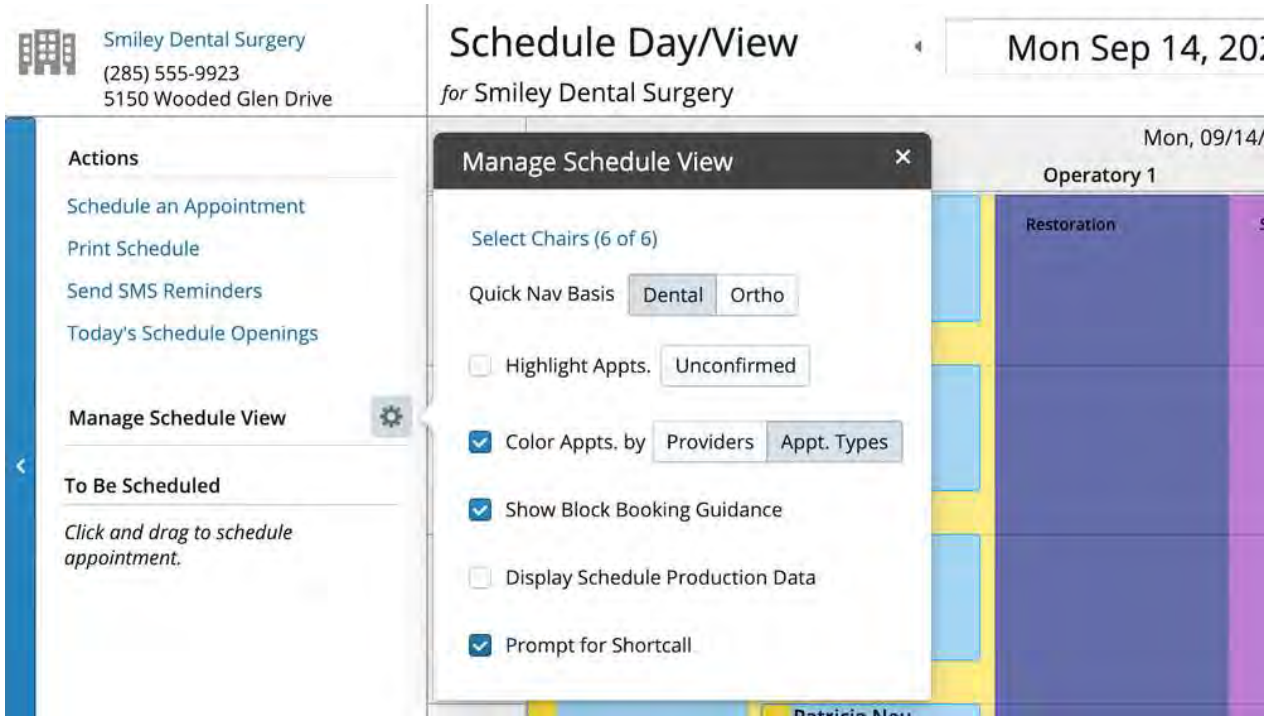 Smiley Dental Surgery
(285) 555-9923
5150 Wooded Glen Drive
Schedule Day/View
for Smiley Dental Surgery
Mon Sep 14,
Actions
Schedule an Appointment
Print Schedule
Send SMS Reminders
Today's Schedule Openings
Manage Schedule View
To Be Scheduled
Click and drag to schedule
appointment.
Manage Schedule View
Select Chairs (6 of 6)
Quick Nav Basis Dental Ortho
Highlight Appts. Unconfirmed
Color Appts. by Providers Appt. Types
Show Block Booking Guidance
Display Schedule Production Data
Prompt for Shortcall
Mon, 09/14/
Operatory 1
Restoration
Patricia